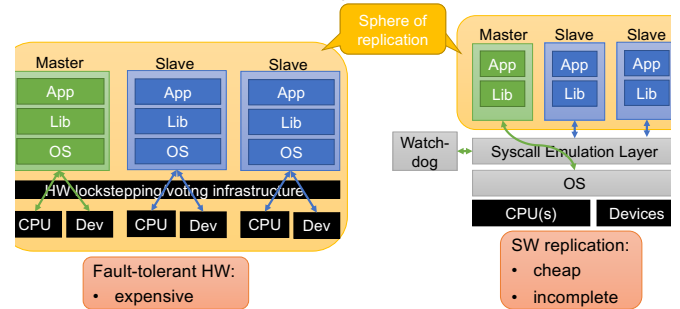 Sphere of
replication
Master
Slave
Slave
App
App
App
Lib
Lib
Lib
OS
OS
OS
HW lockstepping/voting infrastructure
CPU
Dev
CPU
Dev
CPU
Dev
Fault-tolerant HW:
• expensive
Master
Slave
Slave
App
App
App
Lib
Lib
Lib
Watch-
dog
Syscall Emulation Layer
OS
CPU(s)
Devices
SW replication:
• cheap
• incomplete